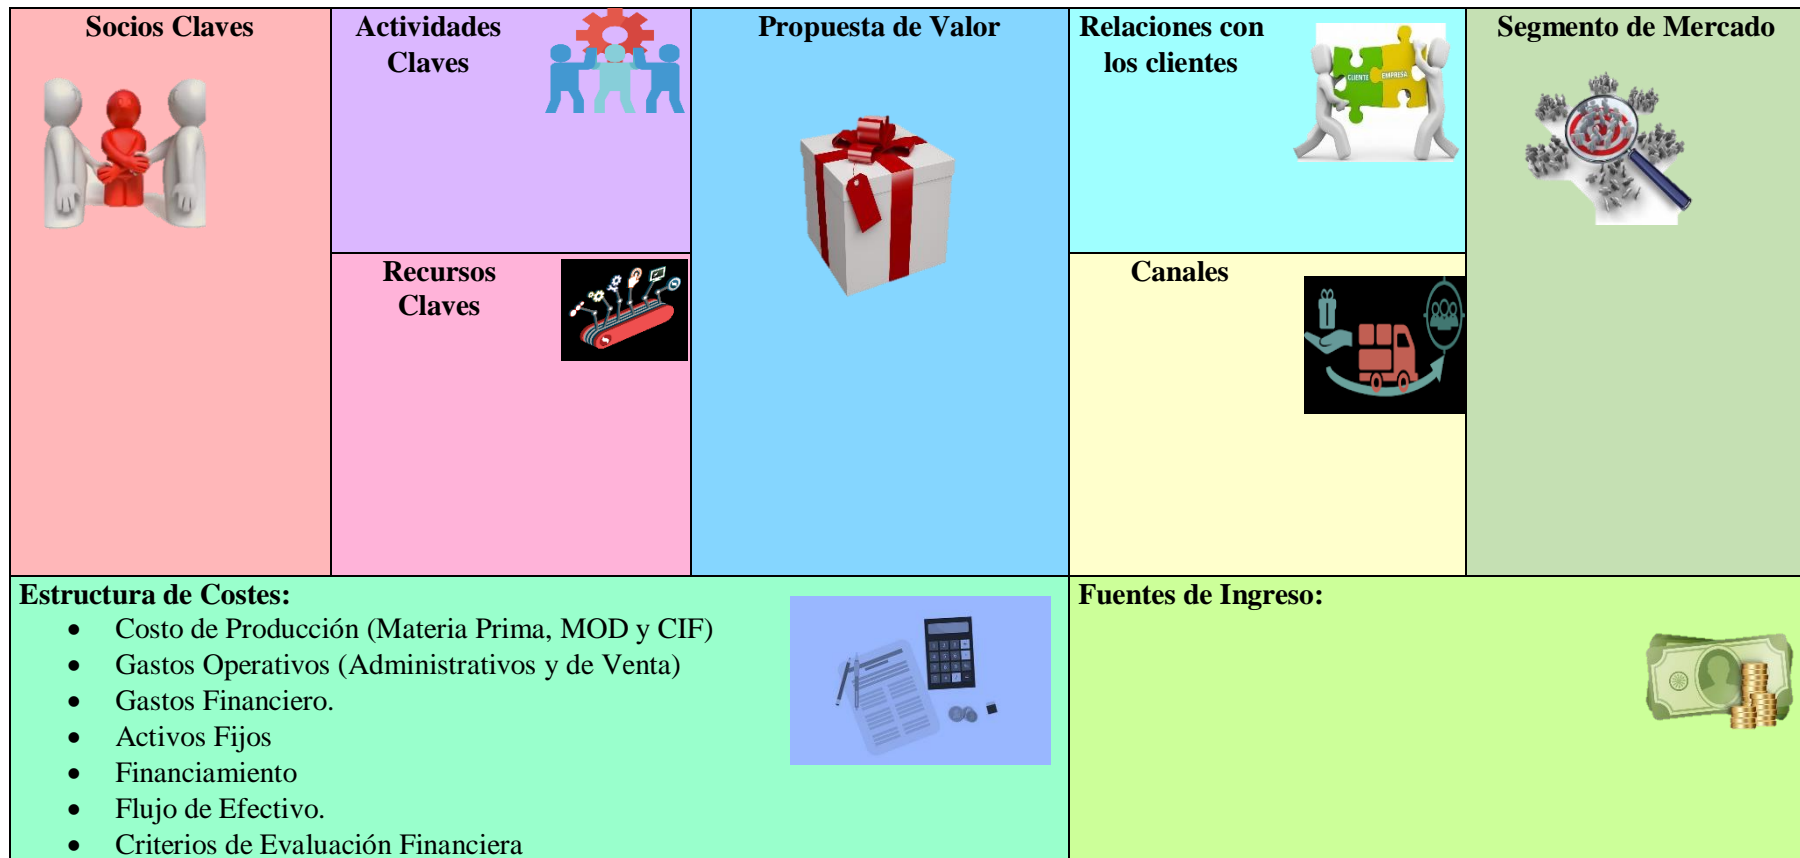 Socios Claves
Actividades
Claves
Propuesta de Valor
Relaciones con
los clientes
CLIENTE
EMPRESA
Segmento de Mercado
Recursos
Claves
Canales
Estructura de Costes:
• Costo de Producción (Materia Prima, MOD y CIF)
• Gastos Operativos (Administrativos y de Venta)
• Gastos Financiero.
• Activos Fijos
• Financiamiento
• Flujo de Efectivo.
• Criterios de Evaluación Financiera
Fuentes de Ingreso: